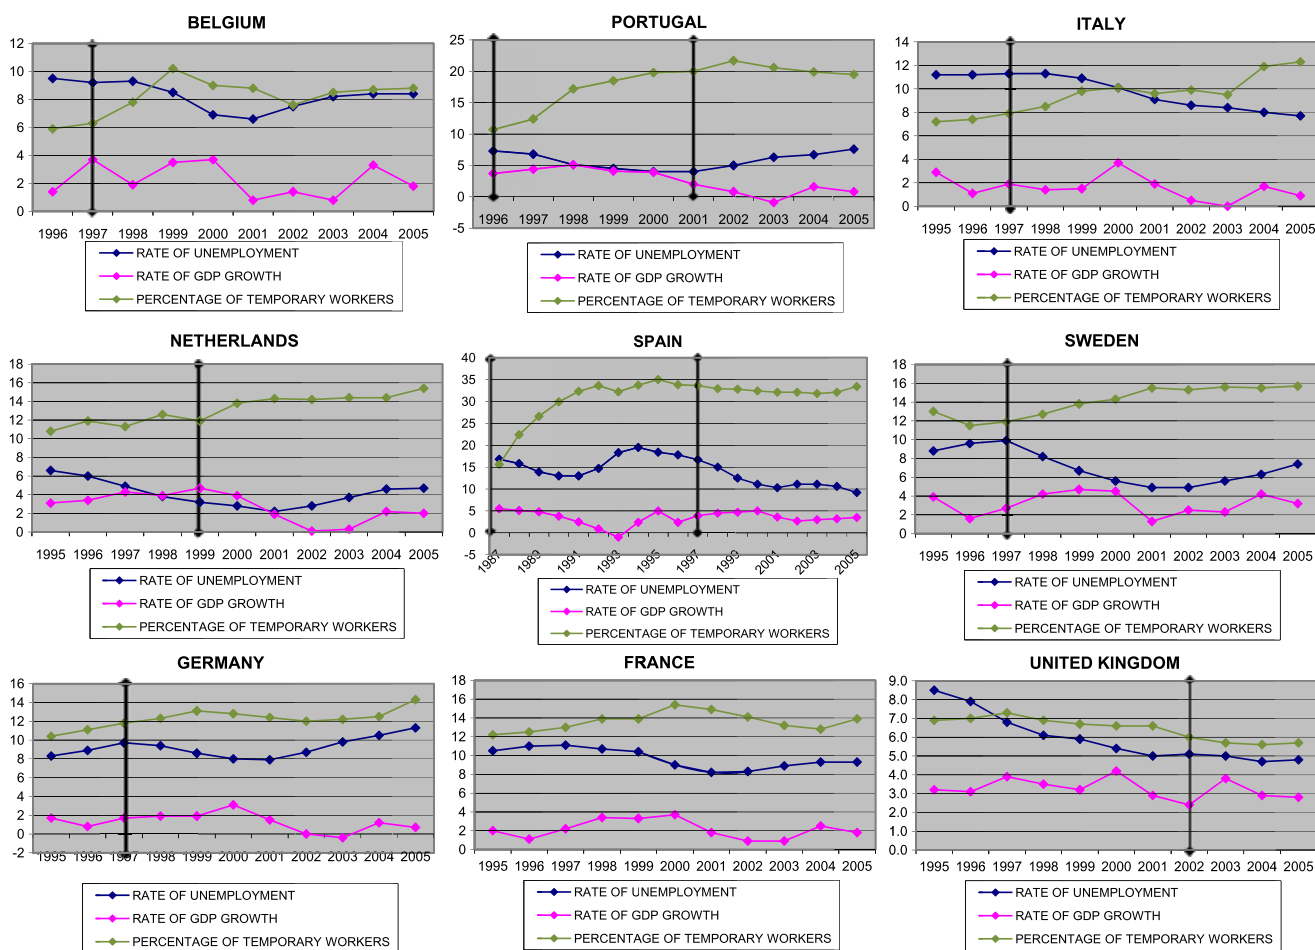 BELGIUM
12
10
8
6
4
2
0
1996 1997 1998 1999 2000 2001 2002 2003 2004 2005
RATE OF UNEMPLOYMENT
RATE OF GDP GROWTH
PERCENTAGE OF TEMPORARY WORKERS
PORTUGAL
25
20
15
10
5
0
-5
1996 1997 1998 1999 2000 2001 2002 2003 2004 2005
RATE OF UNEMPLOYMENT
RATE OF GDP GROWTH
PERCENTAGE OF TEMPORARY WORKERS
ITALY
14
12
10
8
6
4
2
0
1995 1996 1997 1998 1999 2000 2001 2002 2003 2004 2005
RATE OF UNEMPLOYMENT
RATE OF GDP GROWTH
PERCENTAGE OF TEMPORARY WORKERS
NETHERLANDS
18
16
14
12
10
8
6
4
2
0
1995 1996 1997 1998 1999 2000 2001 2002 2003 2004 2005
RATE OF UNEMPLOYMENT
RATE OF GDP GROWTH
PERCENTAGE OF TEMPORARY WORKERS
SPAIN
40
35
30
25
20
15
10
5
0
-5
1987 1989 1991 1993 1995 1997 1999 2001 2003 2005
RATE OF UNEMPLOYMENT
RATE OF GDP GROWTH
PERCENTAGE OF TEMPORARY WORKERS
SWEDEN
18
16
14
12
10
8
6
4
2
0
1995 1996 1997 1998 1999 2000 2001 2002 2003 2004 2005
RATE OF UNEMPLOYMENT
RATE OF GDP GROWTH
PERCENTAGE OF TEMPORARY WORKERS
GERMANY
16
14
12
10
8
6
4
2
0
-2
1995 1996 1997 1998 1999 2000 2001 2002 2003 2004 2005
RATE OF UNEMPLOYMENT
RATE OF GDP GROWTH
PERCENTAGE OF TEMPORARY WORKERS
FRANCE
18
16
14
12
10
8
6
4
2
0
1995 1996 1997 1998 1999 2000 2001 2002 2003 2004 2005
RATE OF UNEMPLOYMENT
RATE OF GDP GROWTH
PERCENTAGE OF TEMPORARY WORKERS
UNITED KINGDOM
9.0
8.0
7.0
6.0
5.0
4.0
3.0
2.0
1.0
0.0
1995 1996 1997 1998 1999 2000 2001 2002 2003 2004 2005
RATE OF UNEMPLOYMENT
RATE OF GDP GROWTH
PERCENTAGE OF TEMPORARY WORKERS